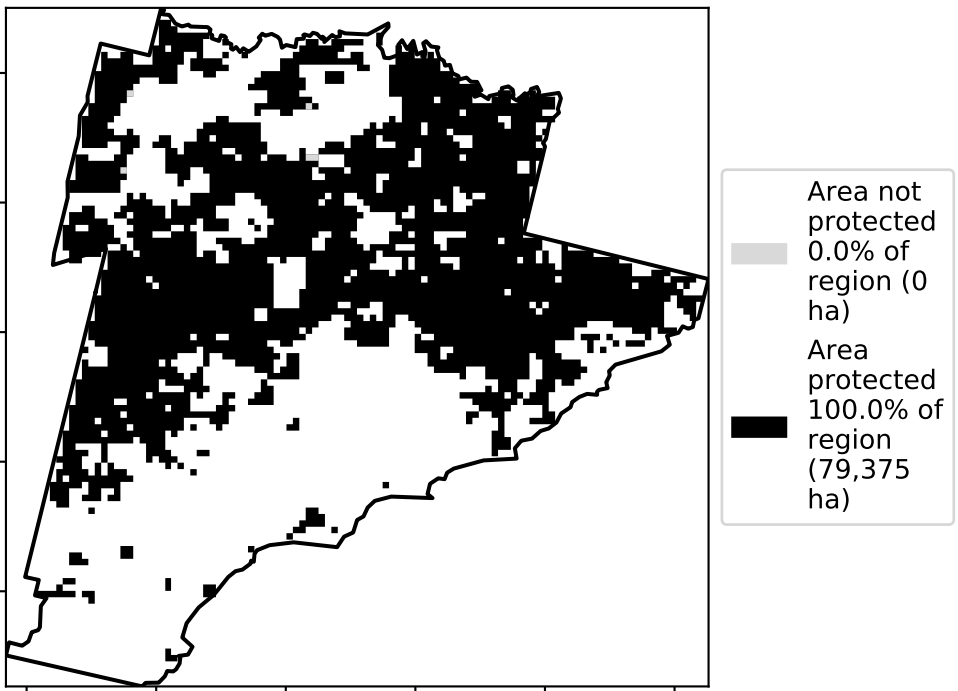 Area not
protected
0.0% of
region (0
ha)
Area
protected
100.0% of
region
(79,375
ha)